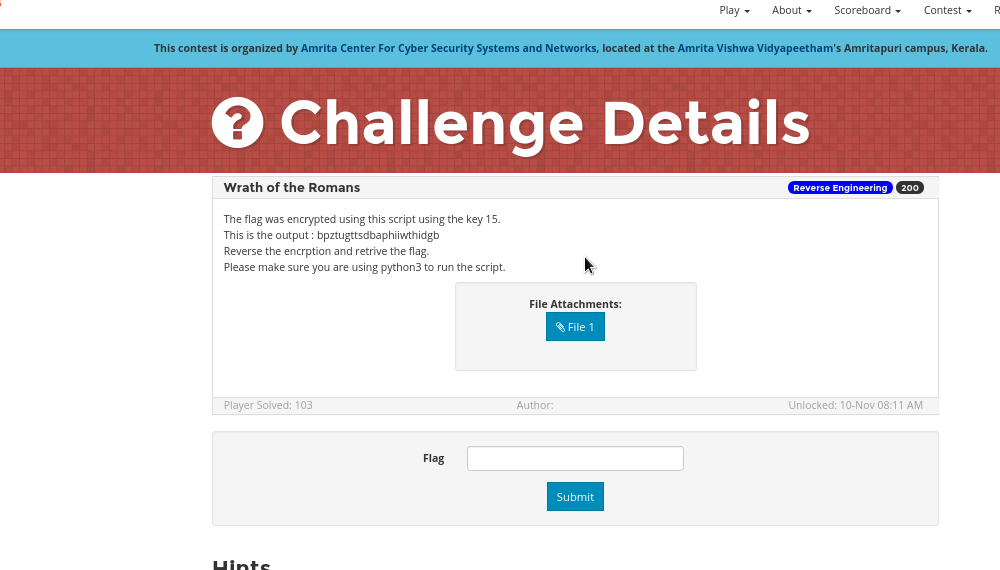 Play About Scoreboard Contest R
This contest is organized by Amrita Center For Cyber Security Systems and Networks, located at the Amrita Vishwa Vidyapeetham's Amritapuri campus, Kerala.
Challenge Details
Wrath of the Romans Reverse Engineering 200
The flag was encrypted using this script using the key 15.
This is the output : bpztugttsdbaphiiwthidgb
Reverse the encrption and retrive the flag.
Please make sure you are using python3 to run the script.
File Attachments:
File 1
Player Solved: 103 Author: Unlocked: 10-Nov 08:11 AM
Flag
Submit
Hints